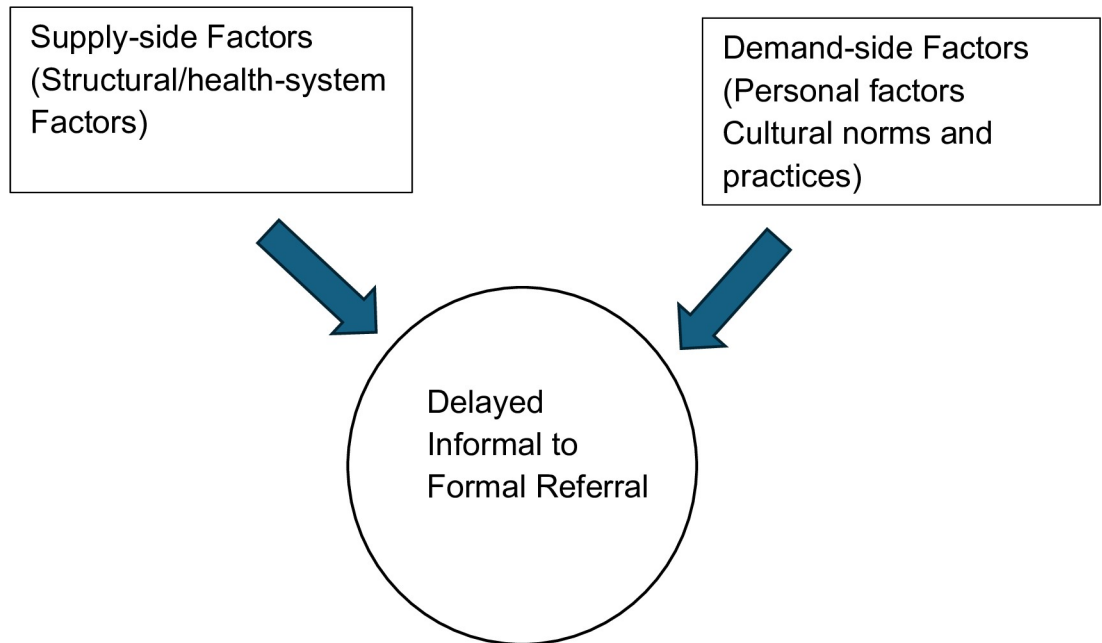 Supply-side Factors
(Structural/health-system
Factors)
Demand-side Factors
(Personal factors
Cultural norms and
practices)
Delayed
Informal to
Formal Referral